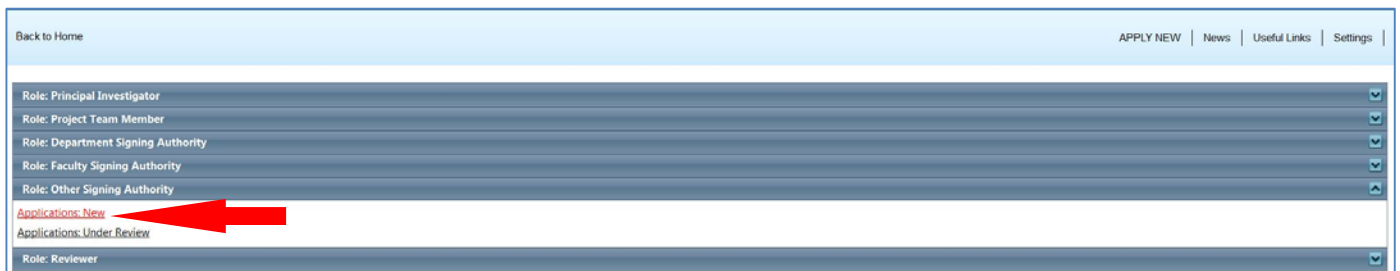 Back to Home APPLY NEW | News | Useful Links | Settings |
Role: Principal Investigator
Role: Project Team Member
Role: Department Signing Authority
Role: Faculty Signing Authority
Role: Other Signing Authority
Applications: New
Applications: Under Review
Role: Reviewer